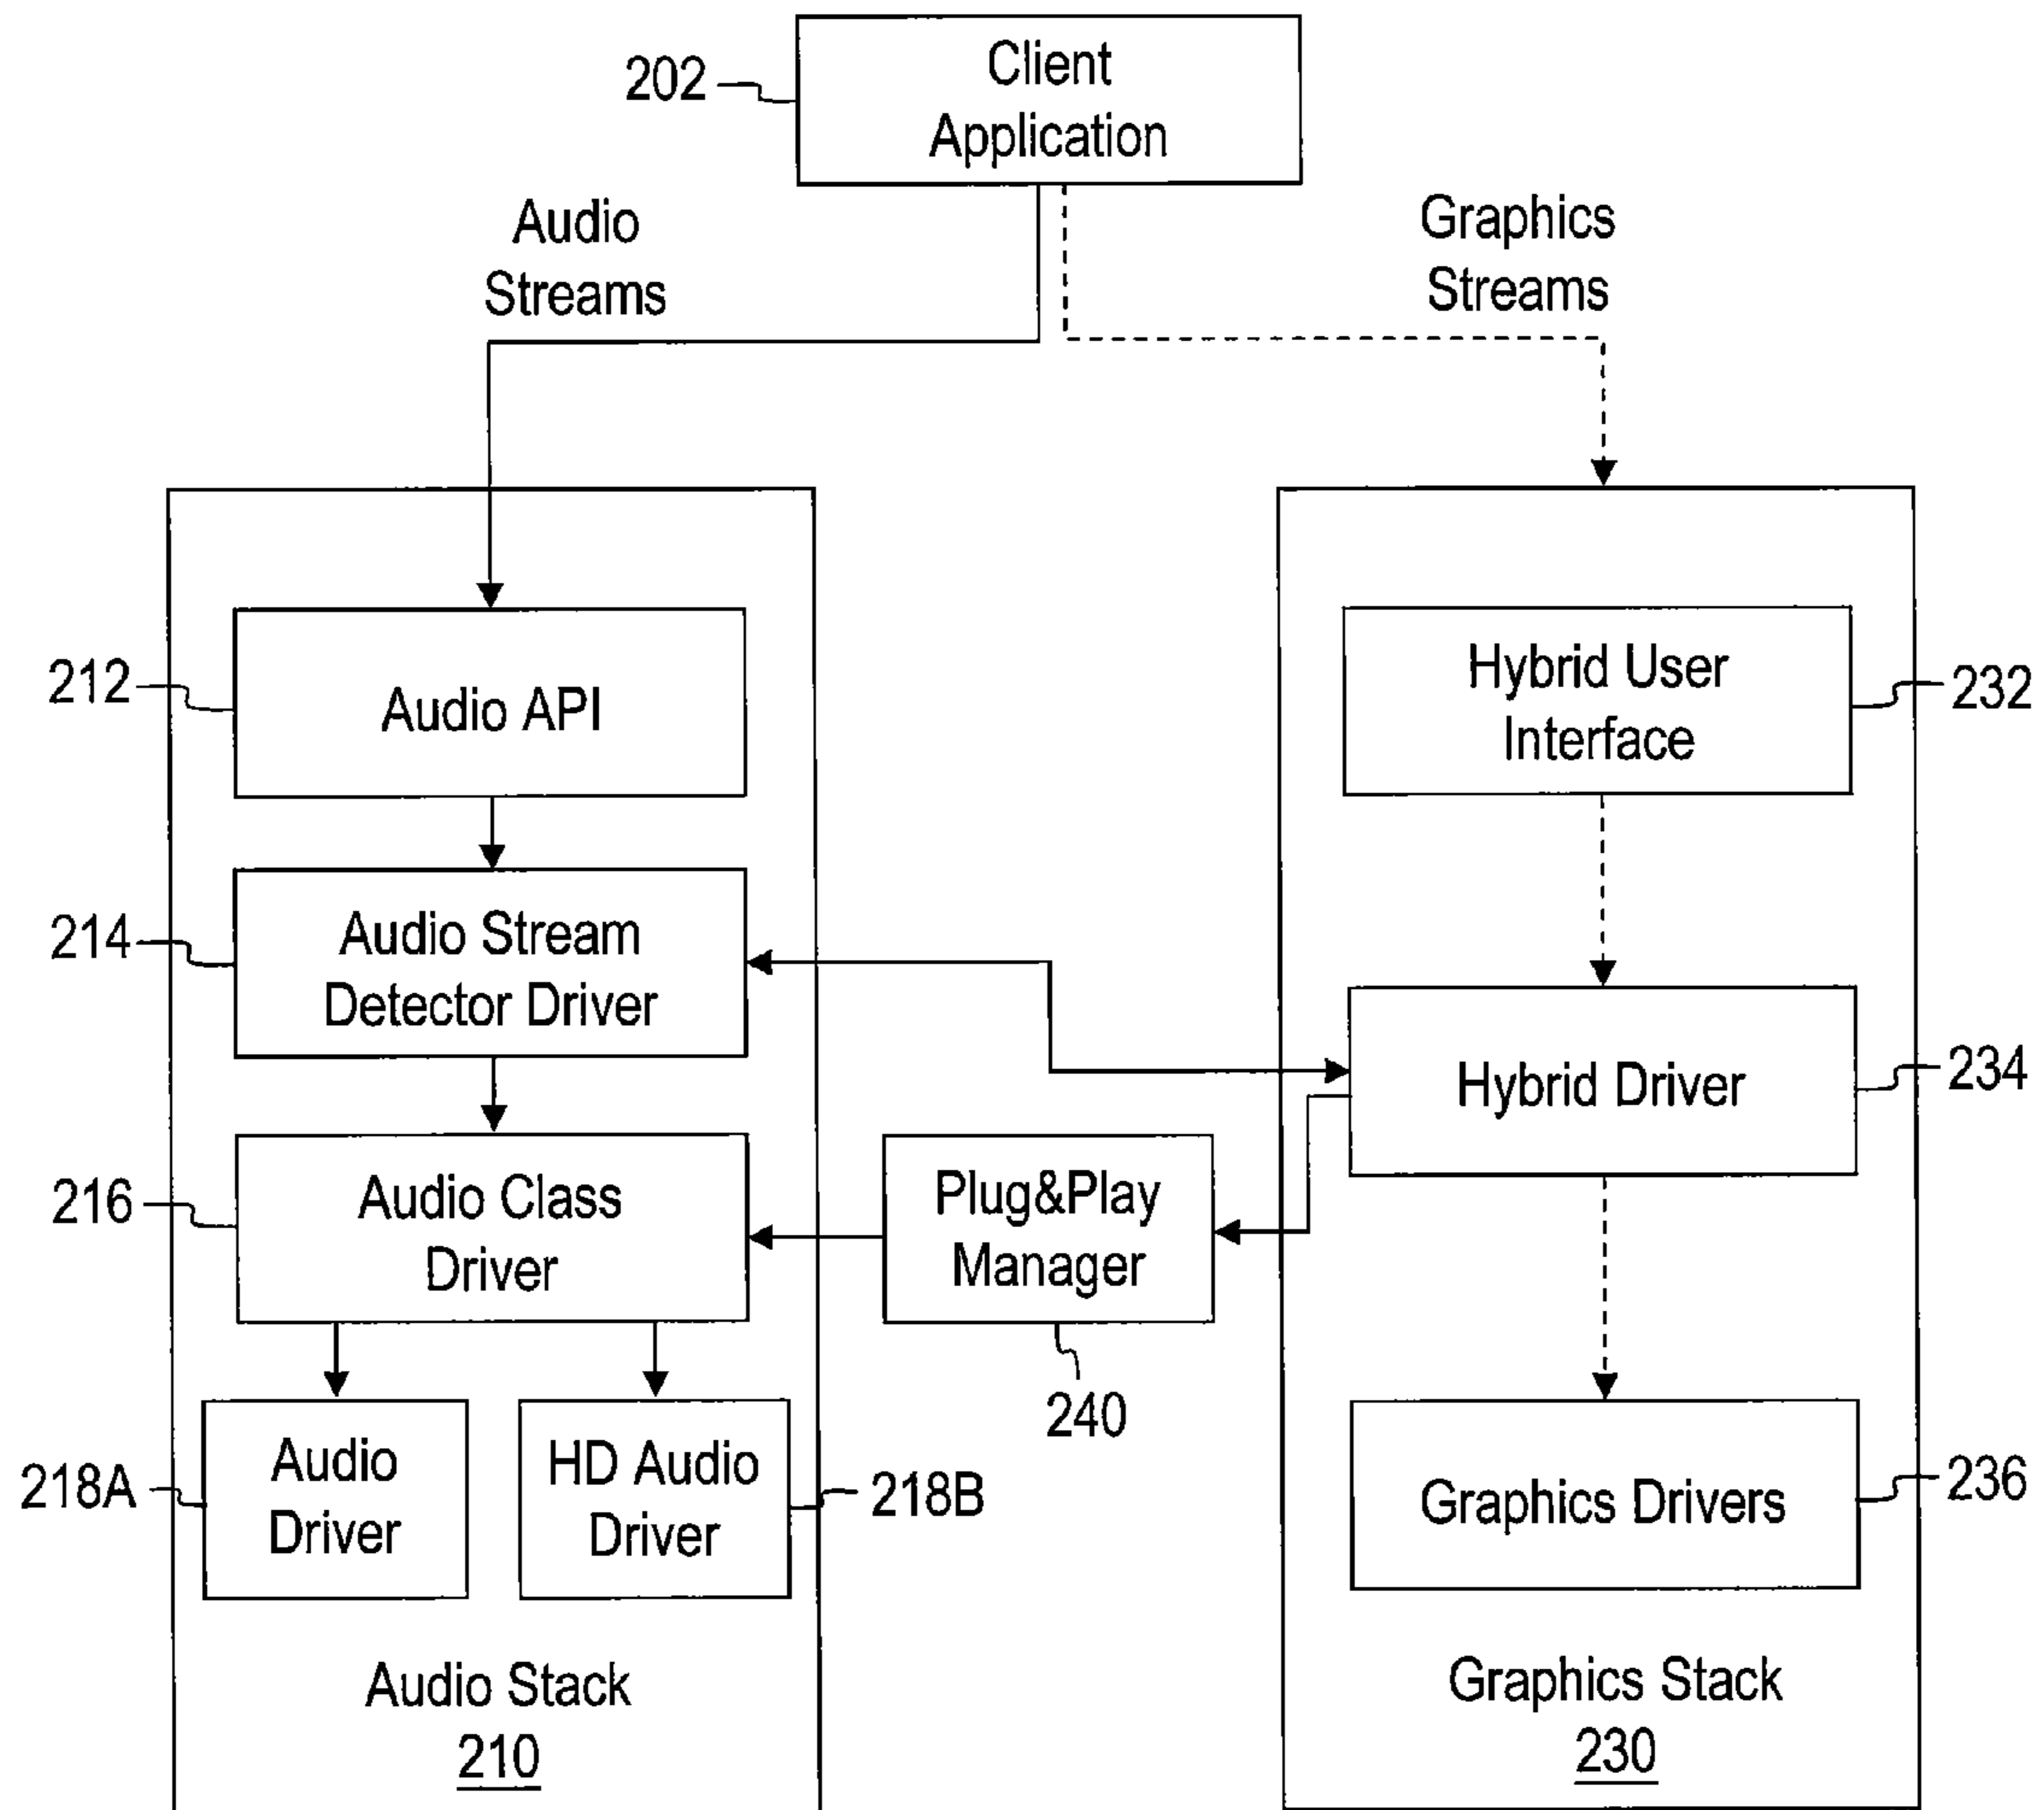 202
Client
Application
Audio
Streams
Graphics
Streams
212
Audio API
Hybrid User
Interface
232
214
Audio Stream
Detector Driver
Hybrid Driver
234
216
Audio Class
Driver
Plug&Play
Manager
240
218A
Audio
Driver
HD Audio
Driver
218B
Graphics Drivers
236
Audio Stack
210
Graphics Stack
230